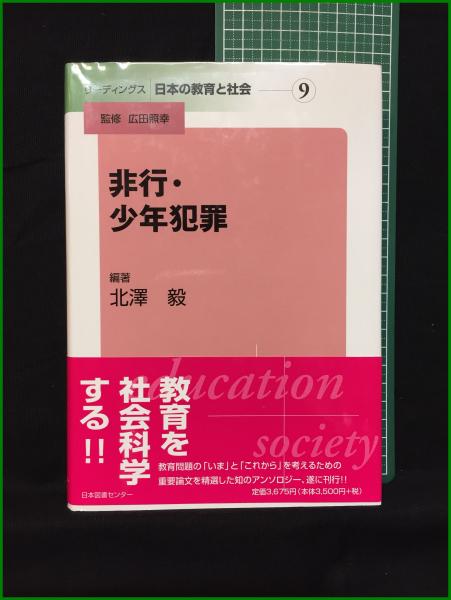 リーディングス 日本の教育と社会 ⑨
監修 広田照幸
非行・
少年犯罪
編著
北澤 毅
education
society
教育を
社会科学
する!!
教育問題の「いま」と「これから」を考えるための
重要論文を精選した知のアンソロジー、遂に刊行!!
定価3,675円(本体3,500円+税)
日本図書センター